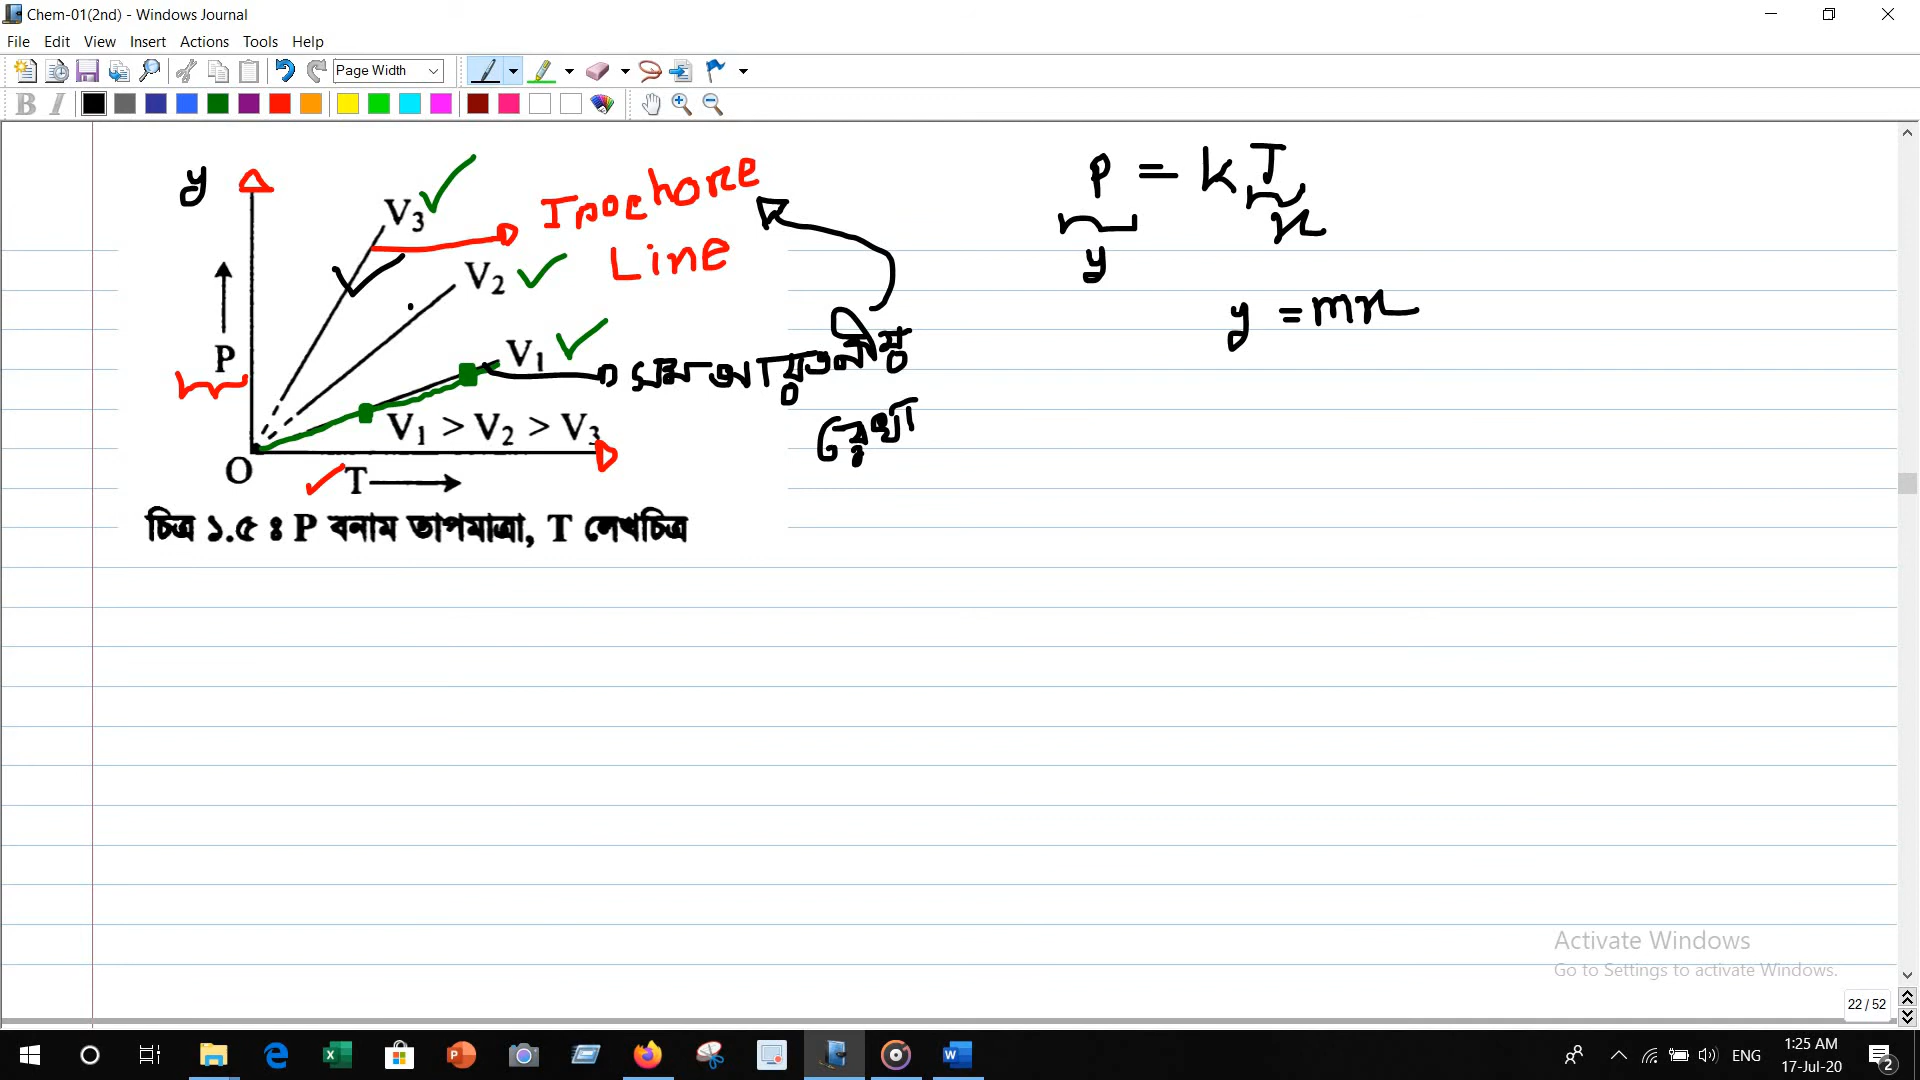 Chem-01(2nd) - Windows Journal
File Edit View Insert Actions Tools Help
Page Width
B I
y
V3
Isochore
Line
V2
P
V1
সম আয়তনীয়
রেখা
V1 > V2 > V3
O
T
চিত্র ১.৫ ঃ P বনাম তাপমাত্রা, T লেখচিত্র
P = KT
y x
y = mx
Activate Windows
Go to Settings to activate Windows.
22 / 52
ENG
1:25 AM
17-Jul-20
2